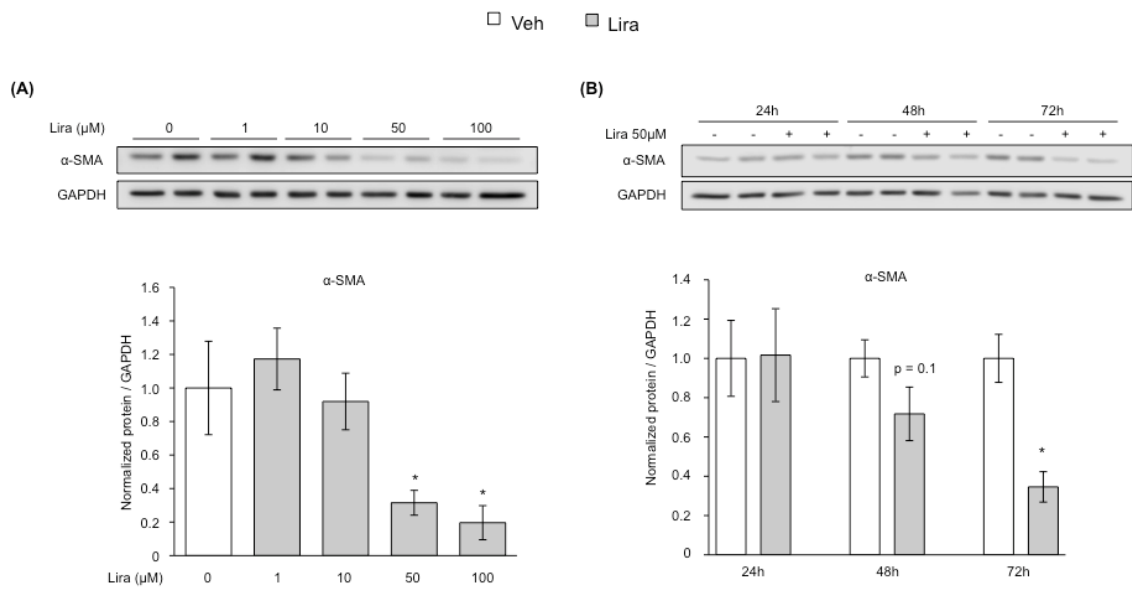 Veh Lira
(A)
Lira (µM) 0 1 10 50 100
α-SMA
GAPDH
α-SMA
Normalized protein / GAPDH
1.6
1.4
1.2
1.0
0.8
0.6
0.4
0.2
0
* *
Lira (µM) 0 1 10 50 100
(B)
24h 48h 72h
Lira 50µM - - + + - - + + - - + +
α-SMA
GAPDH
α-SMA
Normalized protein / GAPDH
1.4
1.2
1.0
0.8
0.6
0.4
0.2
0
p = 0.1
*
24h 48h 72h